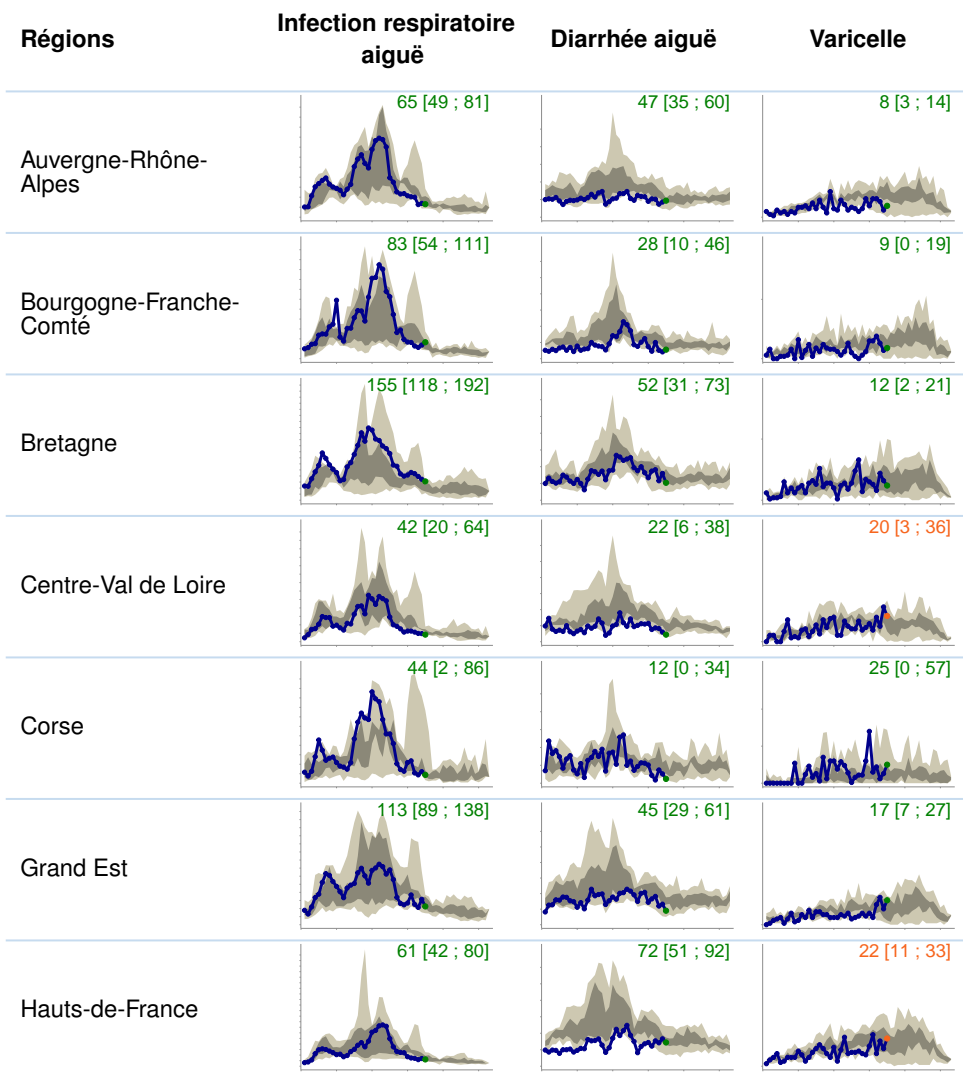 Régions
Infection respiratoire
aiguë
Diarrhée aiguë
Varicelle
Auvergne-Rhône-
Alpes
65 [49 ; 81]
47 [35 ; 60]
8 [3 ; 14]
Bourgogne-Franche-
Comté
83 [54 ; 111]
28 [10 ; 46]
9 [0 ; 19]
Bretagne
155 [118 ; 192]
52 [31 ; 73]
12 [2 ; 21]
Centre-Val de Loire
42 [20 ; 64]
22 [6 ; 38]
20 [3 ; 36]
Corse
44 [2 ; 86]
12 [0 ; 34]
25 [0 ; 57]
Grand Est
113 [89 ; 138]
45 [29 ; 61]
17 [7 ; 27]
Hauts-de-France
61 [42 ; 80]
72 [51 ; 92]
22 [11 ; 33]